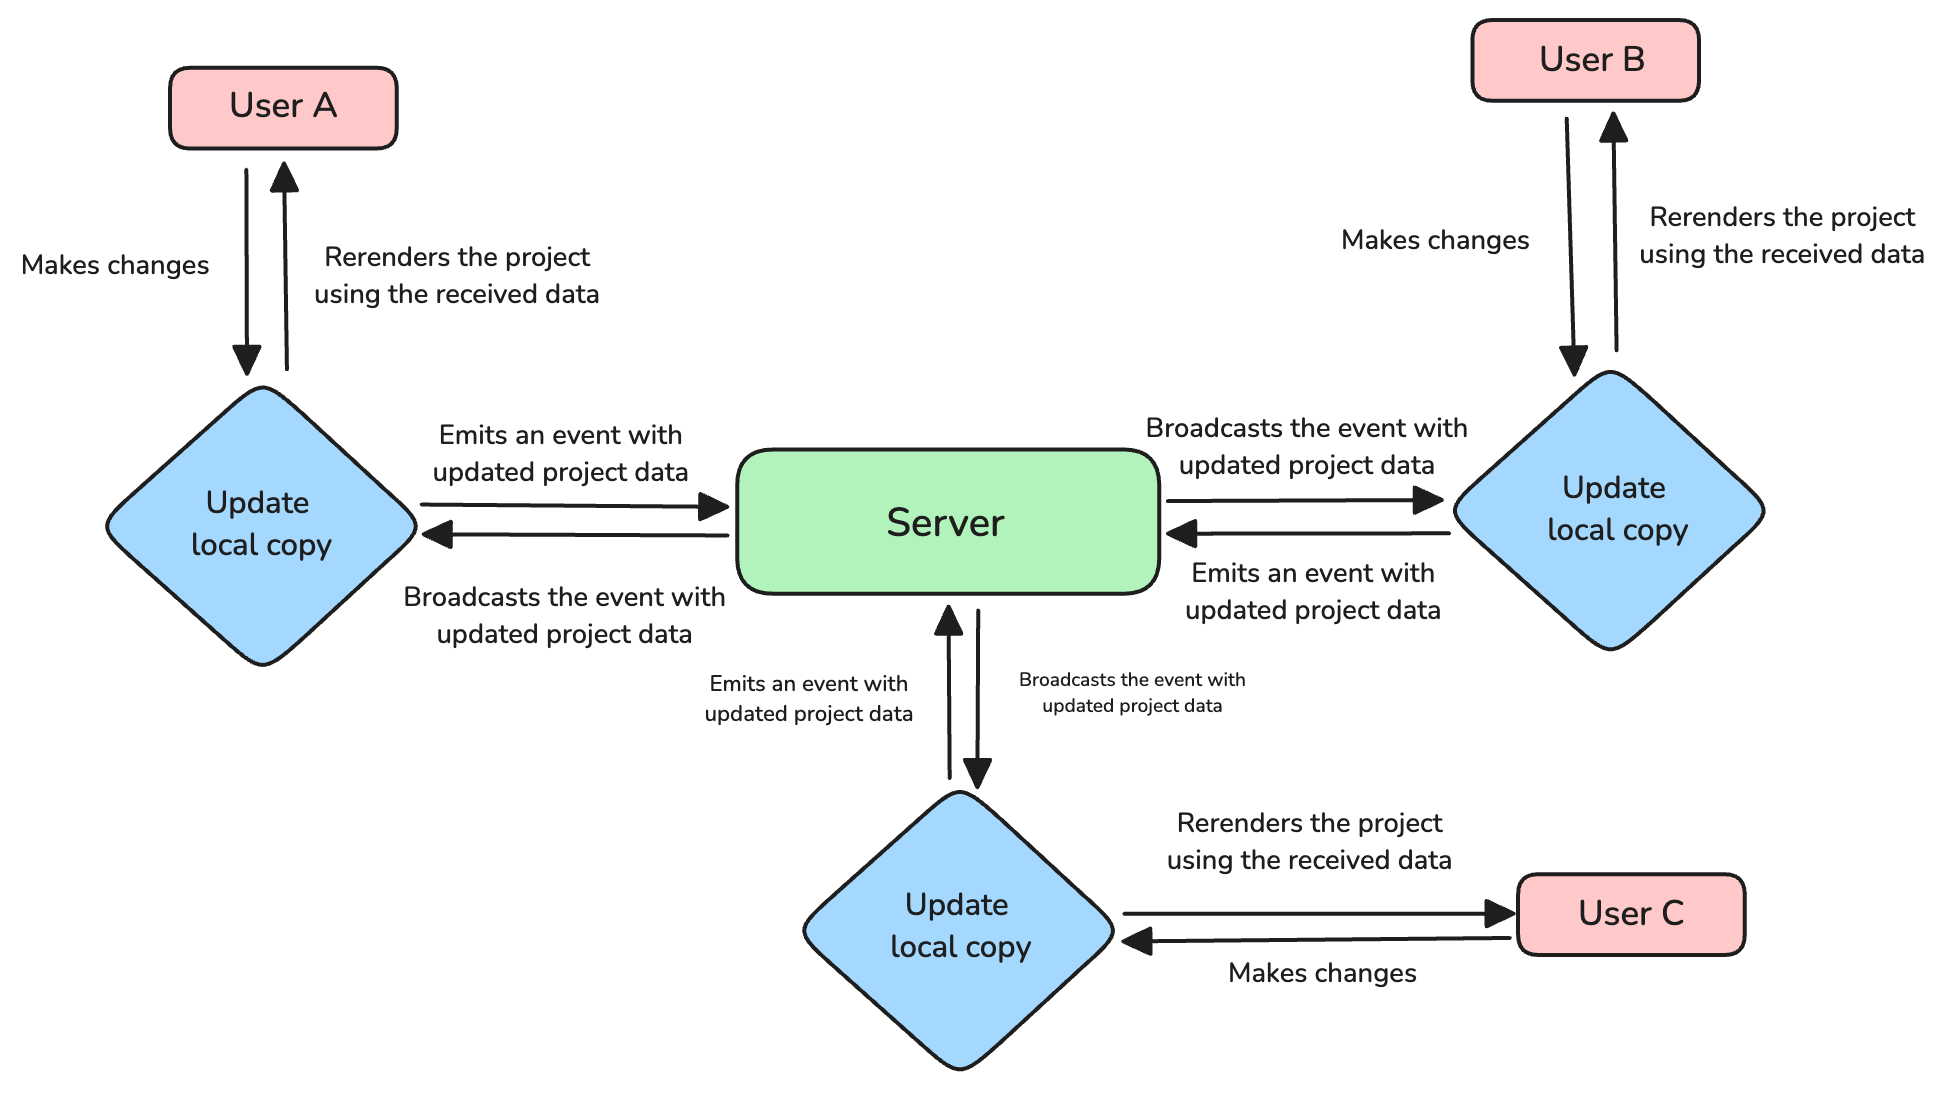 User B
User A
Makes changes
Rerenders the project
using the received data
Makes changes
Rerenders the project
using the received data
Emits an event with
updated project data
Broadcasts the event with
updated project data
Update
local copy
Server
Update
local copy
Broadcasts the event with
updated project data
Emits an event with
updated project data
Emits an event with
updated project data
Broadcasts the event with
updated project data
Rerenders the project
using the received data
Update
local copy
User C
Makes changes